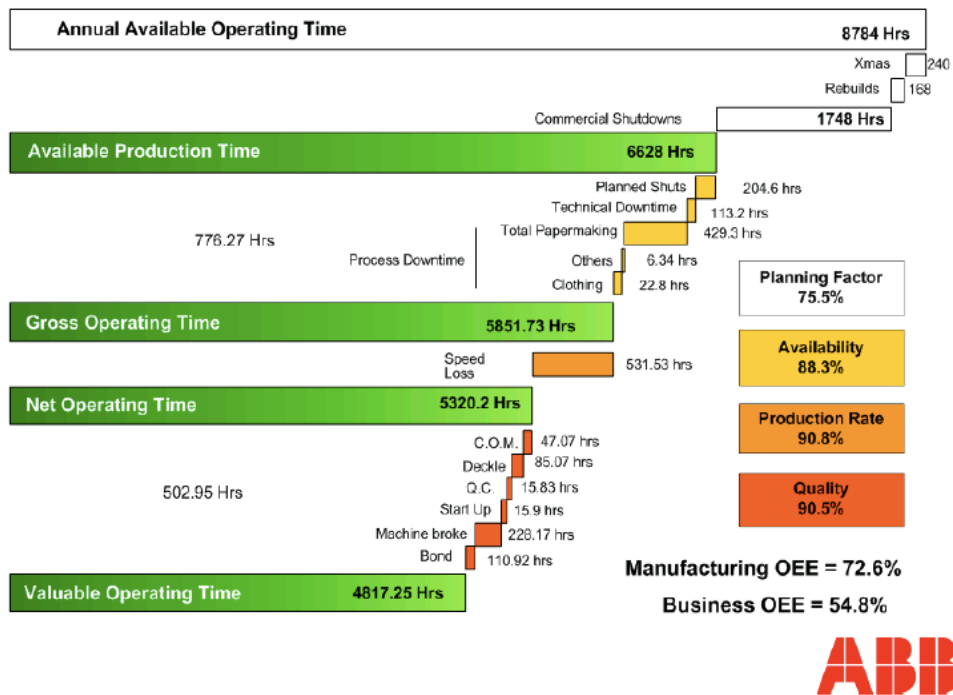 Annual Available Operating Time 8784 Hrs
Xmas 240
Rebuilds 168
Commercial Shutdowns 1748 Hrs
Available Production Time 6628 Hrs
Planned Shuts 204.6 hrs
Technical Downtime 113.2 hrs
Total Papermaking 429.3 hrs
776.27 Hrs
Process Downtime
Others 6.34 hrs
Clothing 22.8 hrs
Planning Factor
75.5%
Gross Operating Time 5851.73 Hrs
Availability
88.3%
Speed
Loss
531.53 hrs
Net Operating Time 5320.2 Hrs
Production Rate
90.8%
C.O.M. 47.07 hrs
Deckle 85.07 hrs
Q.C. 15.83 hrs
502.95 Hrs
Start Up 15.9 hrs
Machine broke 228.17 hrs
Bond 110.92 hrs
Quality
90.5%
Valuable Operating Time 4817.25 Hrs
Manufacturing OEE = 72.6%
Business OEE = 54.8%
ABB